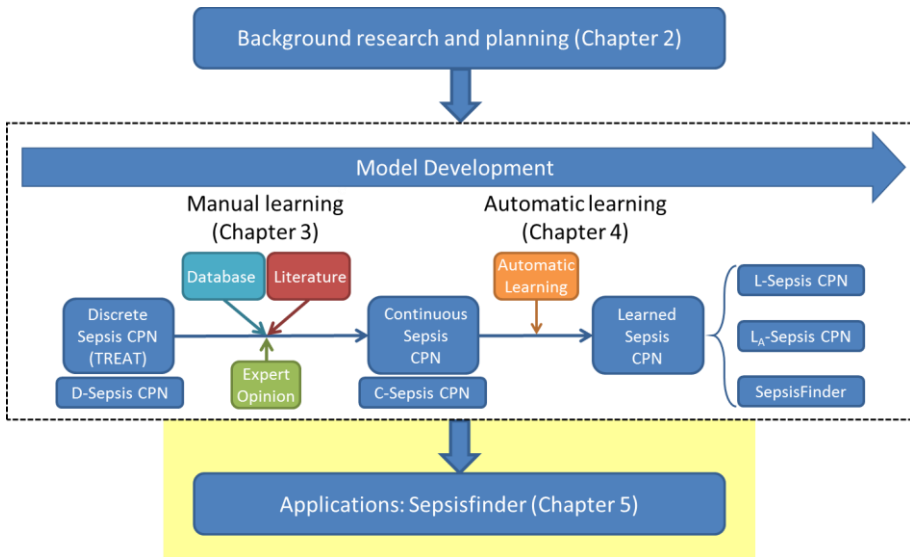 Background research and planning (Chapter 2)
Model Development
Manual learning
(Chapter 3)
Automatic learning
(Chapter 4)
Database
Literature
Automatic
Learning
Discrete
Sepsis CPN
(TREAT)
Continuous
Sepsis
CPN
Learned
Sepsis
CPN
L-Sepsis CPN
L_A-Sepsis CPN
SepsisFinder
Expert
Opinion
D-Sepsis CPN
C-Sepsis CPN
Applications: Sepsisfinder (Chapter 5)